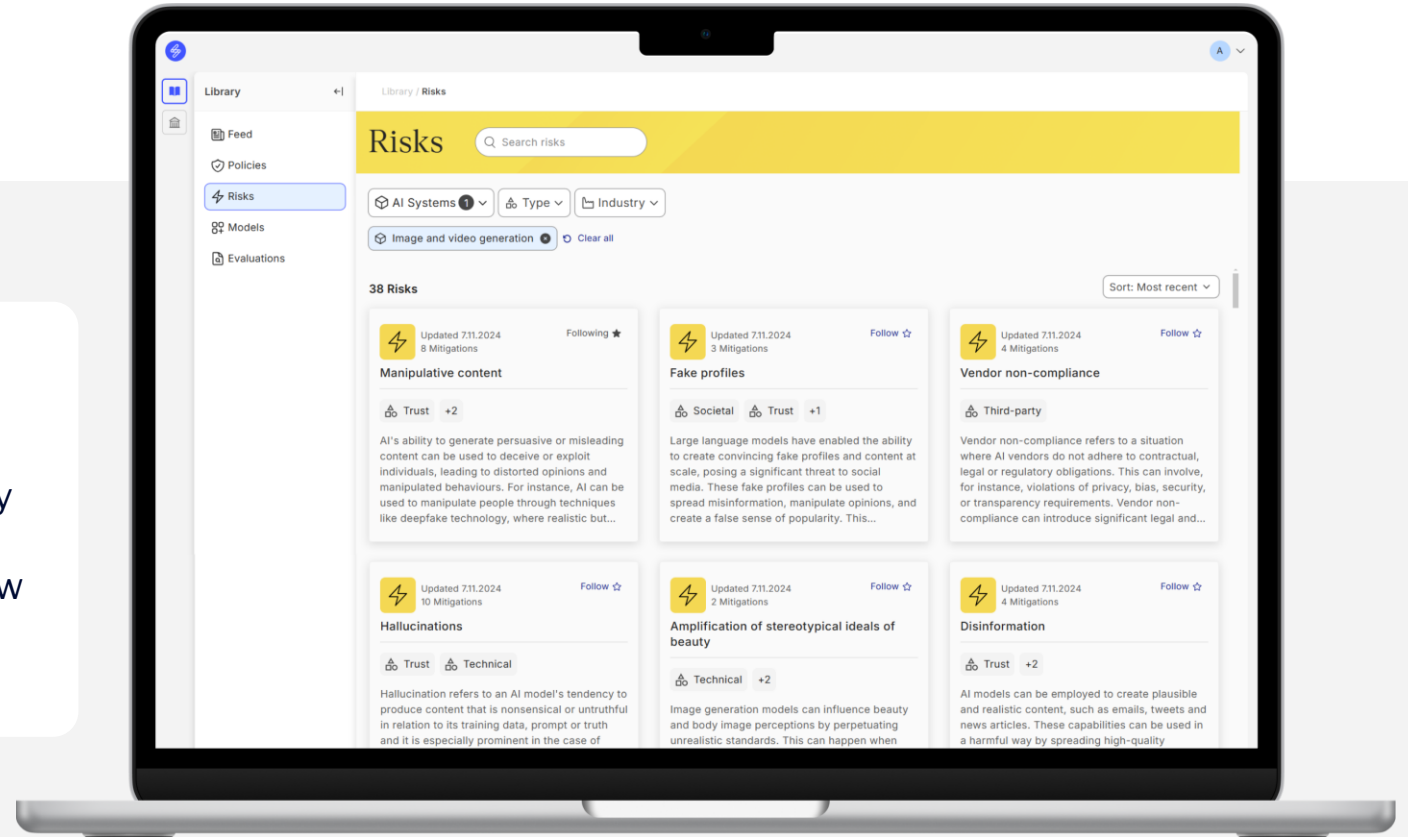 A
Library
Library / Risks
Feed
Policies
Risks
Models
Evaluations
Risks
Search risks
AI Systems 1
Type
Industry
Image and video generation
Clear all
38 Risks
Sort: Most recent
Updated 7.11.2024
8 Mitigations
Following
Manipulative content
Trust +2
AI's ability to generate persuasive or misleading
content can be used to deceive or exploit
individuals, leading to distorted opinions and
manipulated behaviours. For instance, AI can be
used to manipulate people through techniques
like deepfake technology, where realistic but...
Updated 7.11.2024
3 Mitigations
Follow
Fake profiles
Societal Trust +1
Large language models have enabled the ability
to create convincing fake profiles and content at
scale, posing a significant threat to social
media. These fake profiles can be used to
spread misinformation, manipulate opinions, and
create a false sense of popularity. This...
Updated 7.11.2024
4 Mitigations
Follow
Vendor non-compliance
Third-party
Vendor non-compliance refers to a situation
where AI vendors do not adhere to contractual,
legal or regulatory obligations. This can involve,
for instance, violations of privacy, bias, security,
or transparency requirements. Vendor non-
compliance can introduce significant legal and...
Updated 7.11.2024
10 Mitigations
Follow
Hallucinations
Trust Technical
Hallucination refers to an AI model's tendency to
produce content that is nonsensical or untruthful
in relation to its training data, prompt or truth
and it is especially prominent in the case of
Updated 7.11.2024
2 Mitigations
Follow
Amplification of stereotypical ideals of
beauty
Technical +2
Image generation models can influence beauty
and body image perceptions by perpetuating
unrealistic standards. This can happen when
Updated 7.11.2024
4 Mitigations
Follow
Disinformation
Trust +2
AI models can be employed to create plausible
and realistic content, such as emails, tweets and
news articles. These capabilities can be used in
a harmful way by spreading high-quality